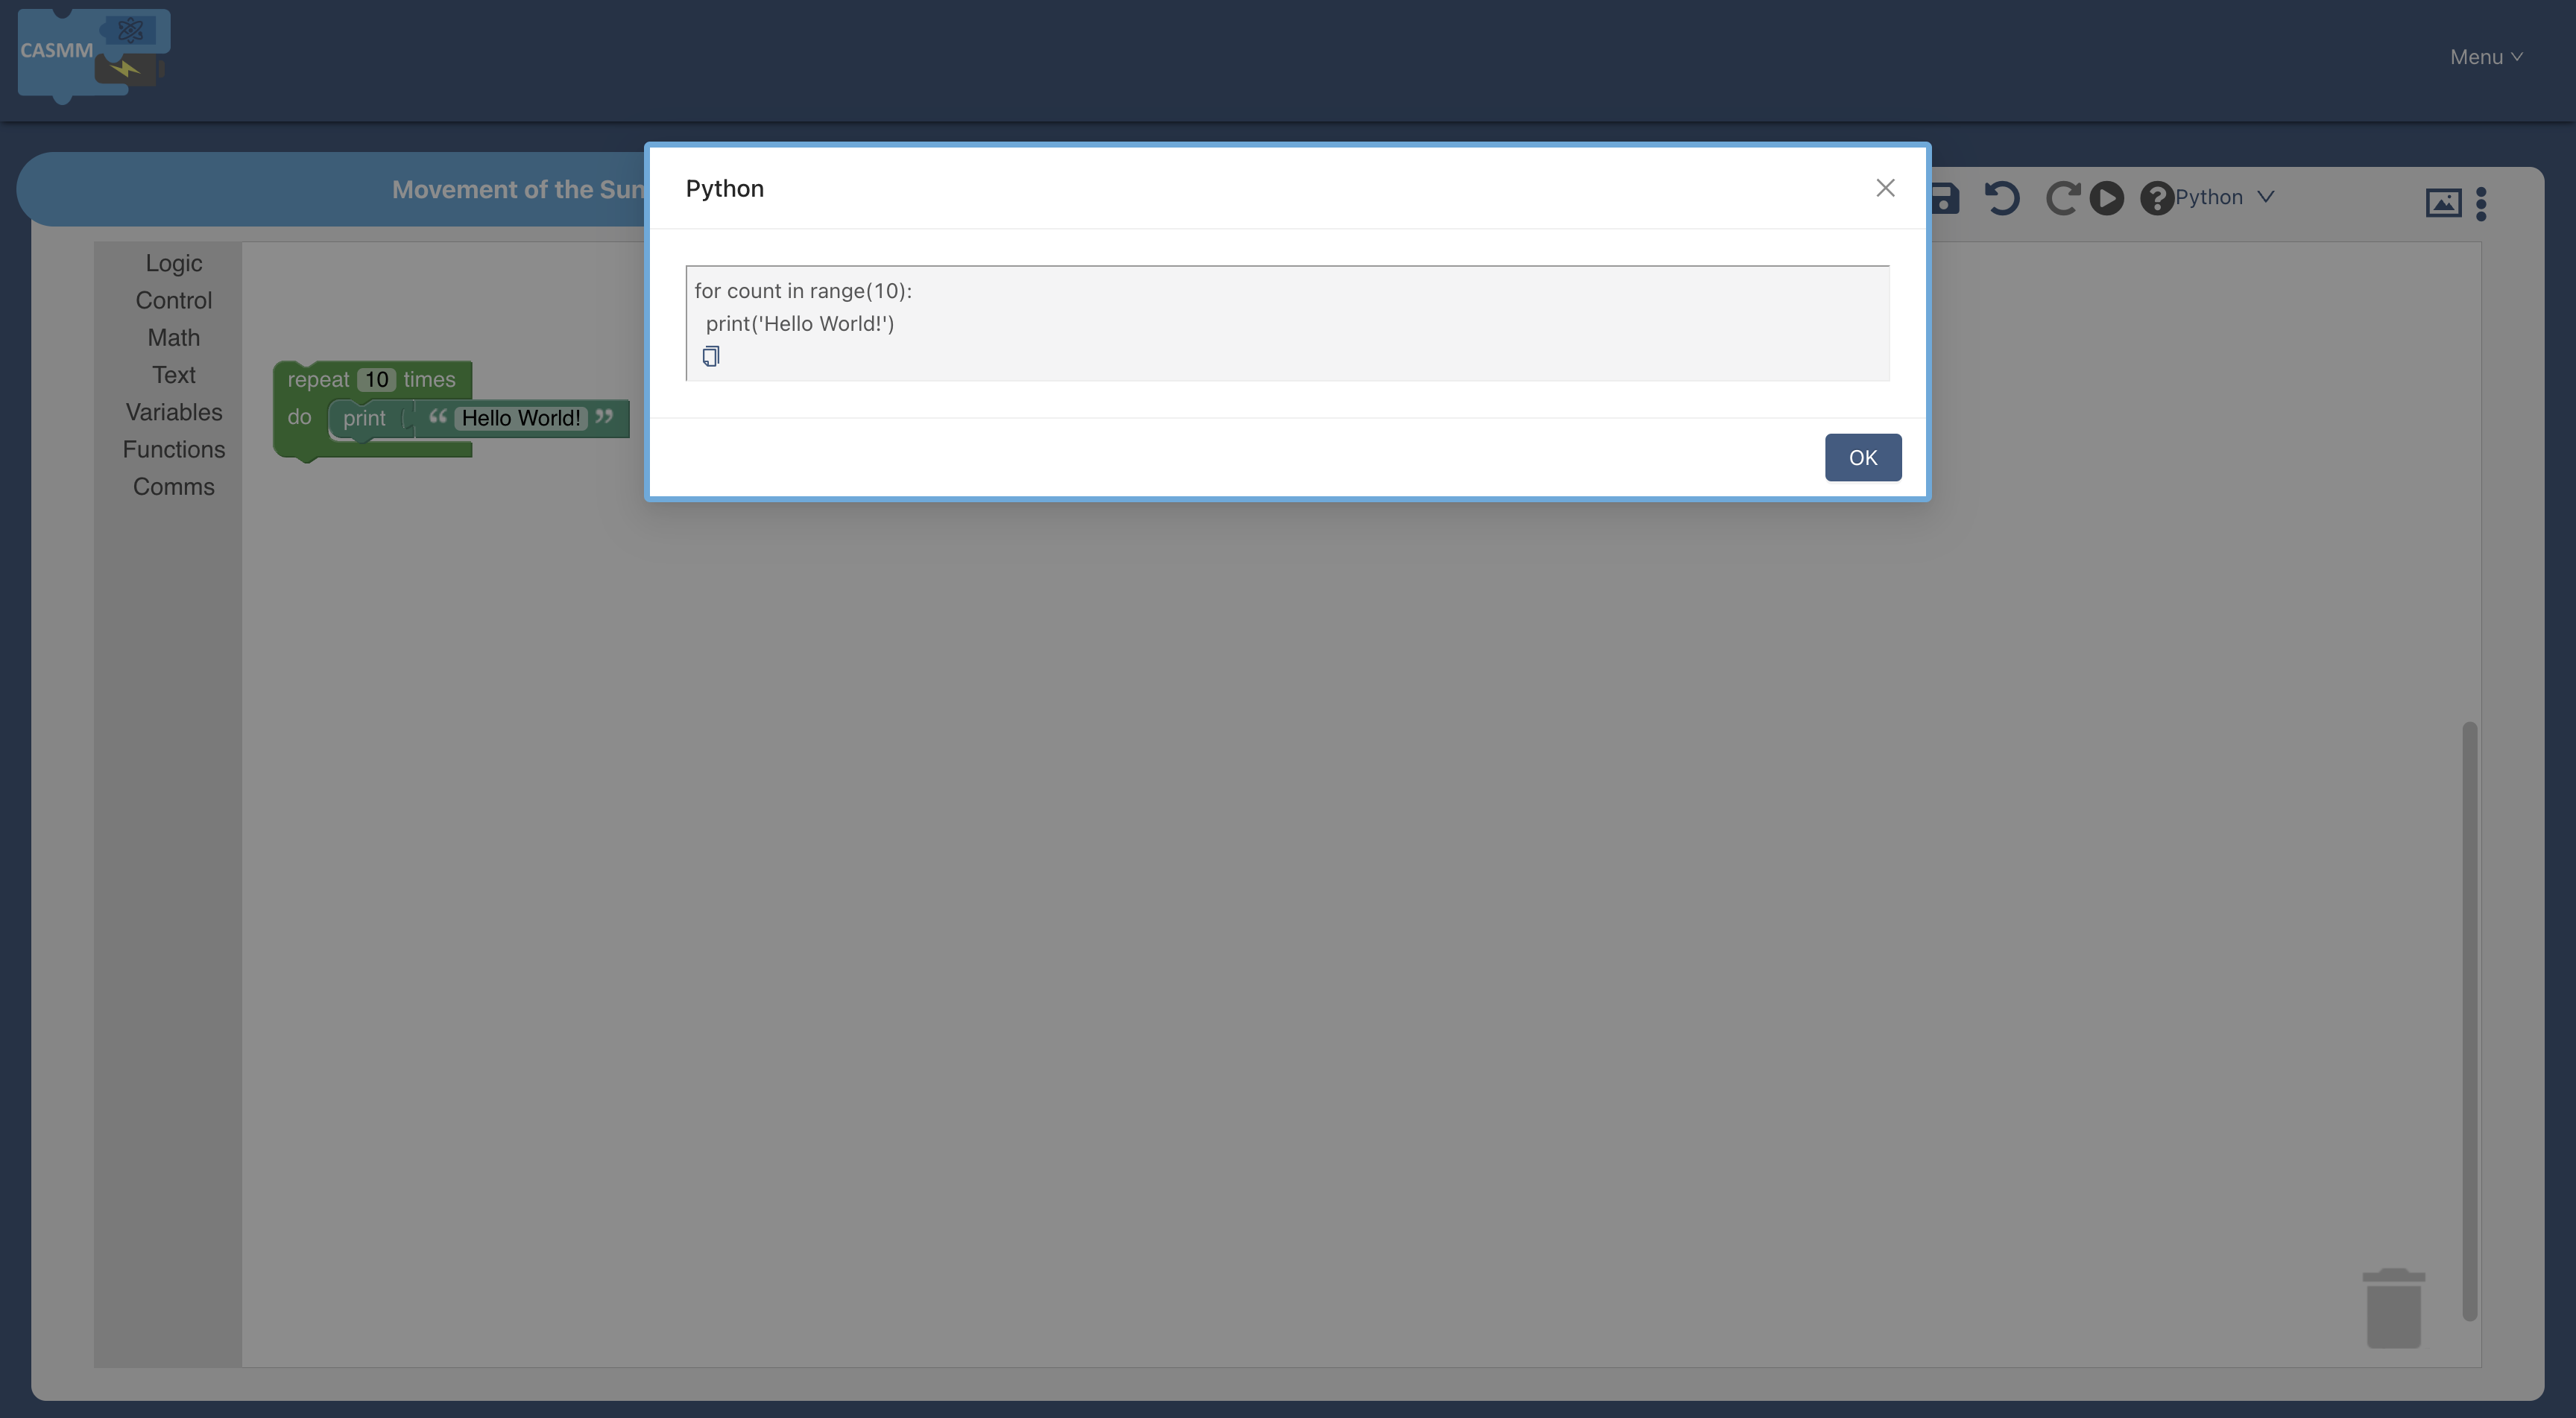 CASMM
Menu
Movement of the Sun
Python
Python
for count in range(10):
print('Hello World!')
OK
Logic
Control
Math
Text
Variables
Functions
Comms
repeat 10 times
do print “ Hello World! ”